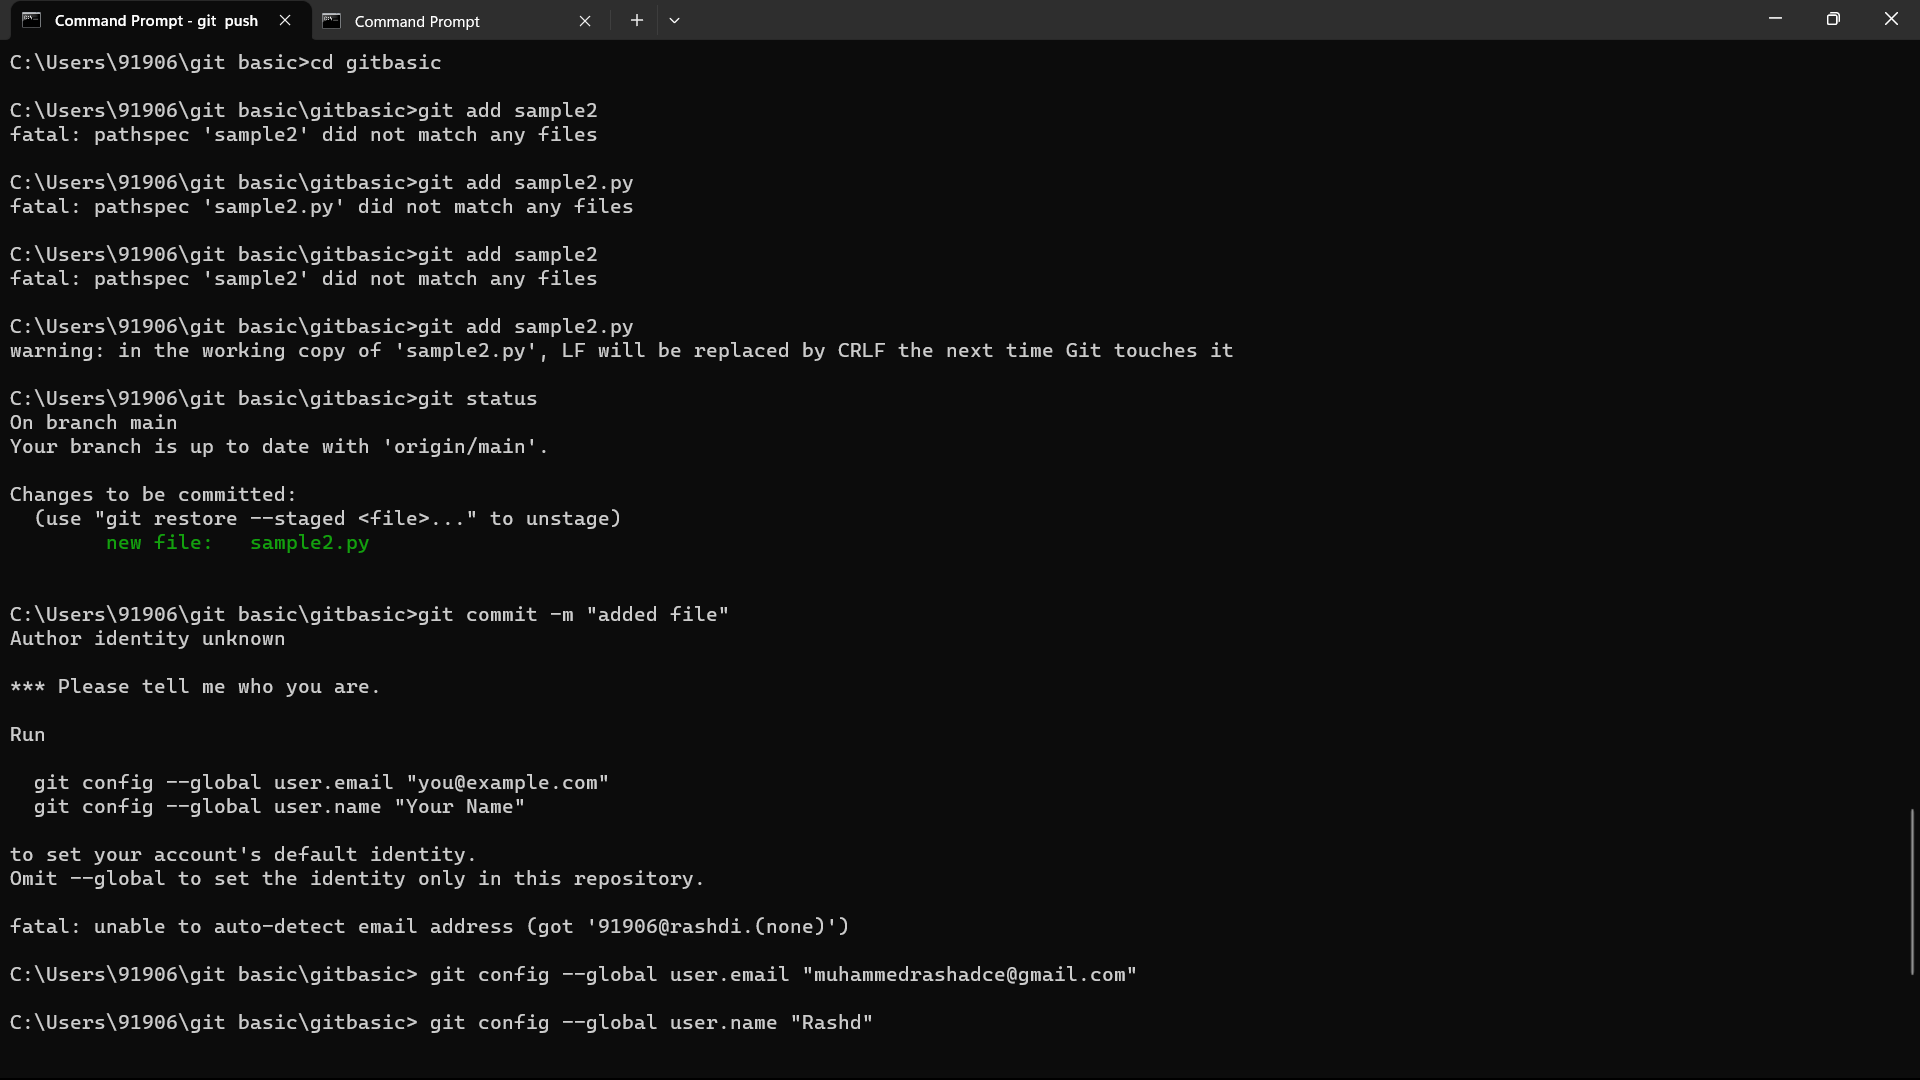 Command Prompt - git  push
Command Prompt
C:\Users\91906\git basic>cd gitbasic
C:\Users\91906\git basic\gitbasic>git add sample2
fatal: pathspec 'sample2' did not match any files
C:\Users\91906\git basic\gitbasic>git add sample2.py
fatal: pathspec 'sample2.py' did not match any files
C:\Users\91906\git basic\gitbasic>git add sample2
fatal: pathspec 'sample2' did not match any files
C:\Users\91906\git basic\gitbasic>git add sample2.py
warning: in the working copy of 'sample2.py', LF will be replaced by CRLF the next time Git touches it
C:\Users\91906\git basic\gitbasic>git status
On branch main
Your branch is up to date with 'origin/main'.
Changes to be committed:
  (use "git restore --staged <file>..." to unstage)
        new file:   sample2.py
C:\Users\91906\git basic\gitbasic>git commit -m "added file"
Author identity unknown
*** Please tell me who you are.
Run
  git config --global user.email "you@example.com"
  git config --global user.name "Your Name"
to set your account's default identity.
Omit --global to set the identity only in this repository.
fatal: unable to auto-detect email address (got '91906@rashdi.(none)')
C:\Users\91906\git basic\gitbasic> git config --global user.email "muhammedrashadce@gmail.com"
C:\Users\91906\git basic\gitbasic> git config --global user.name "Rashd"